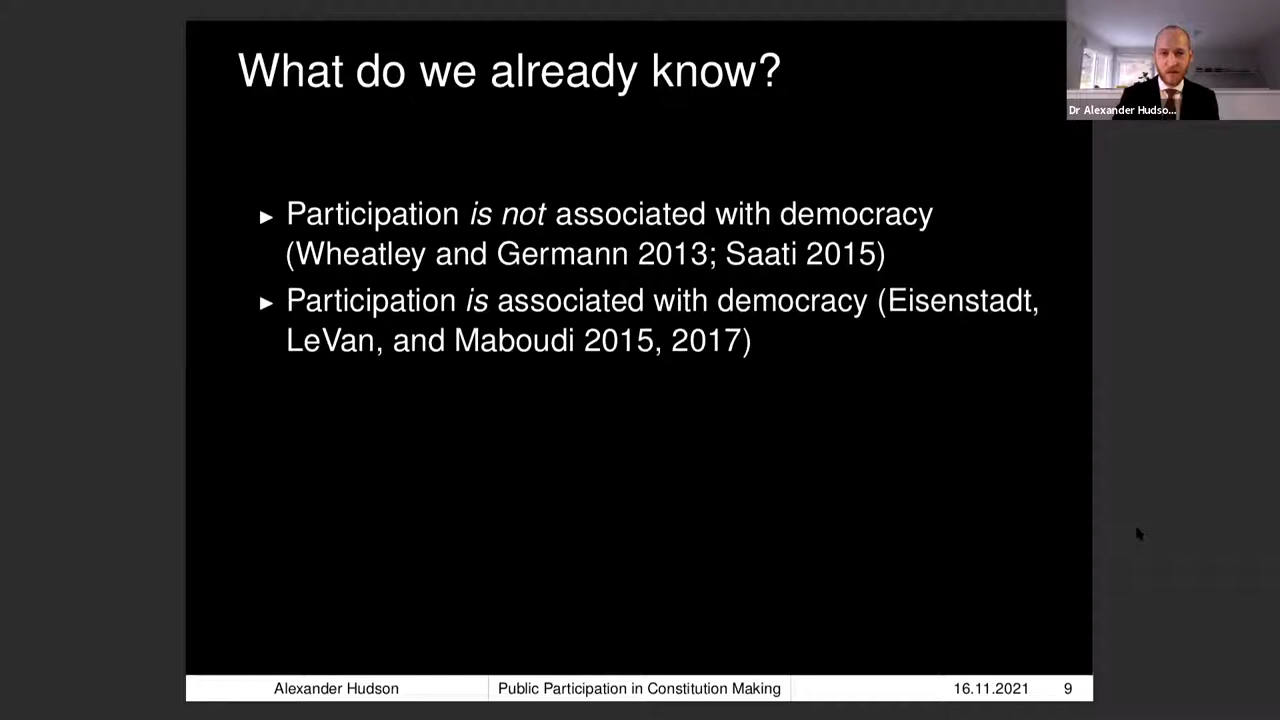 What do we already know?
Dr Alexander Hudso...
▶ Participation is not associated with democracy
(Wheatley and Germann 2013; Saati 2015)
▶ Participation is associated with democracy (Eisenstadt,
LeVan, and Maboudi 2015, 2017)
Alexander Hudson Public Participation in Constitution Making 16.11.2021 9